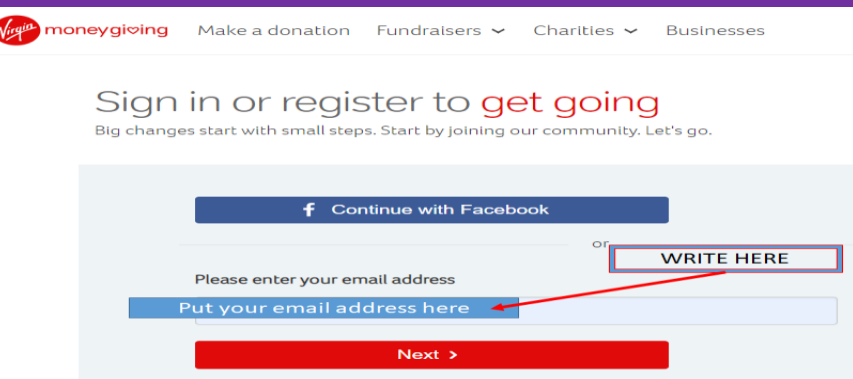 Virgin moneygiving Make a donation Fundraisers Charities Businesses
Sign in or register to get going
Big changes start with small steps. Start by joining our community. Let's go.
f Continue with Facebook
or
WRITE HERE
Please enter your email address
Put your email address here
Next >